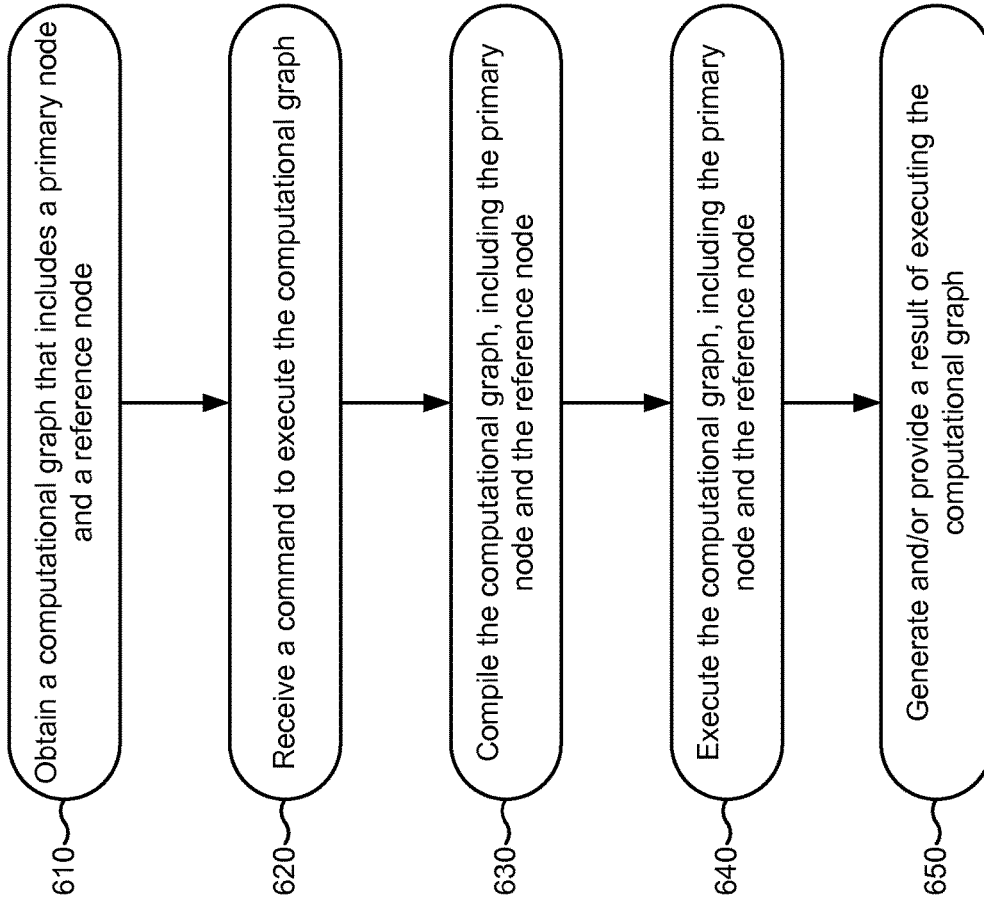 610
Obtain a computational graph that includes a primary node
and a reference node
620
Receive a command to execute the computational graph
630
Compile the computational graph, including the primary
node and the reference node
640
Execute the computational graph, including the primary
node and the reference node
650
Generate and/or provide a result of executing the
computational graph